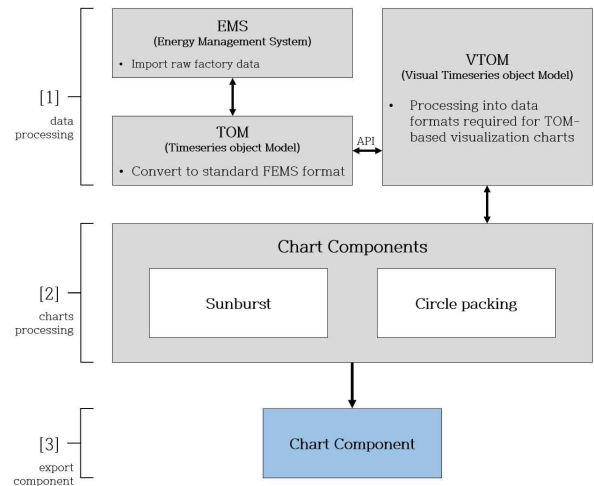 EMS
(Energy Management System)
• Import raw factory data
VTOM
(Visual Timeseries object Model)
• Processing into data
formats required for TOM-
based visualization charts
[1]
data
processing
TOM
(Timeseries object Model)
• Convert to standard FEMS format
API
Chart Components
Sunburst
Circle packing
[2]
charts
processing
[3]
export
component
Chart Component